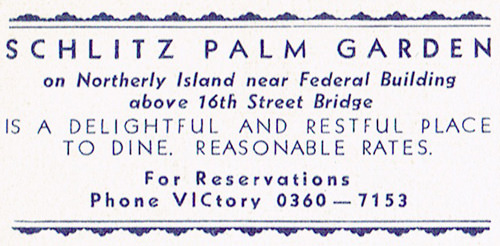 SCHLITZ PALM GARDEN
on Northerly Island near Federal Building
above 16th Street Bridge
IS A DELIGHTFUL AND RESTFUL PLACE
TO DINE. REASONABLE RATES.
For Reservations
Phone VICtory 0360—7153